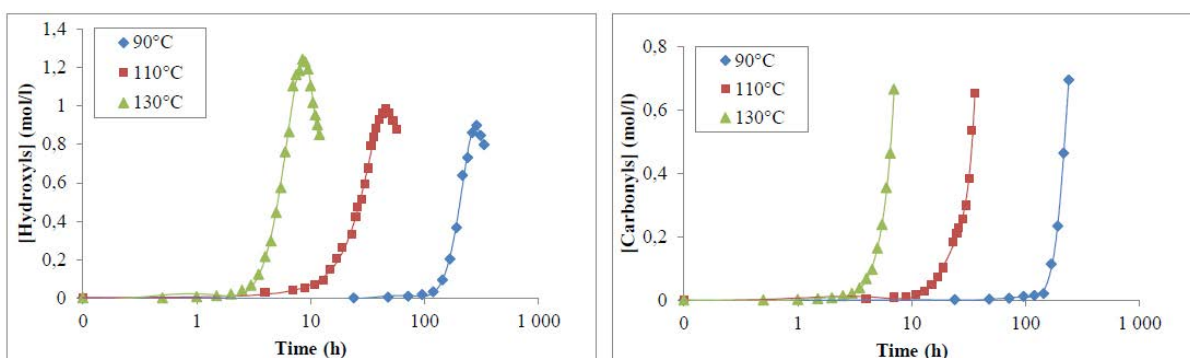 1,4
1,2
1
0,8
0,6
0,4
0,2
0
[Hydroxyls] (mol/l)
90°C
110°C
130°C
0 1 10 100 1 000
Time (h)
0,8
0,6
0,4
0,2
0
[Carbonyls] (mol/l)
90°C
110°C
130°C
0 1 10 100 1 000
Time (h)